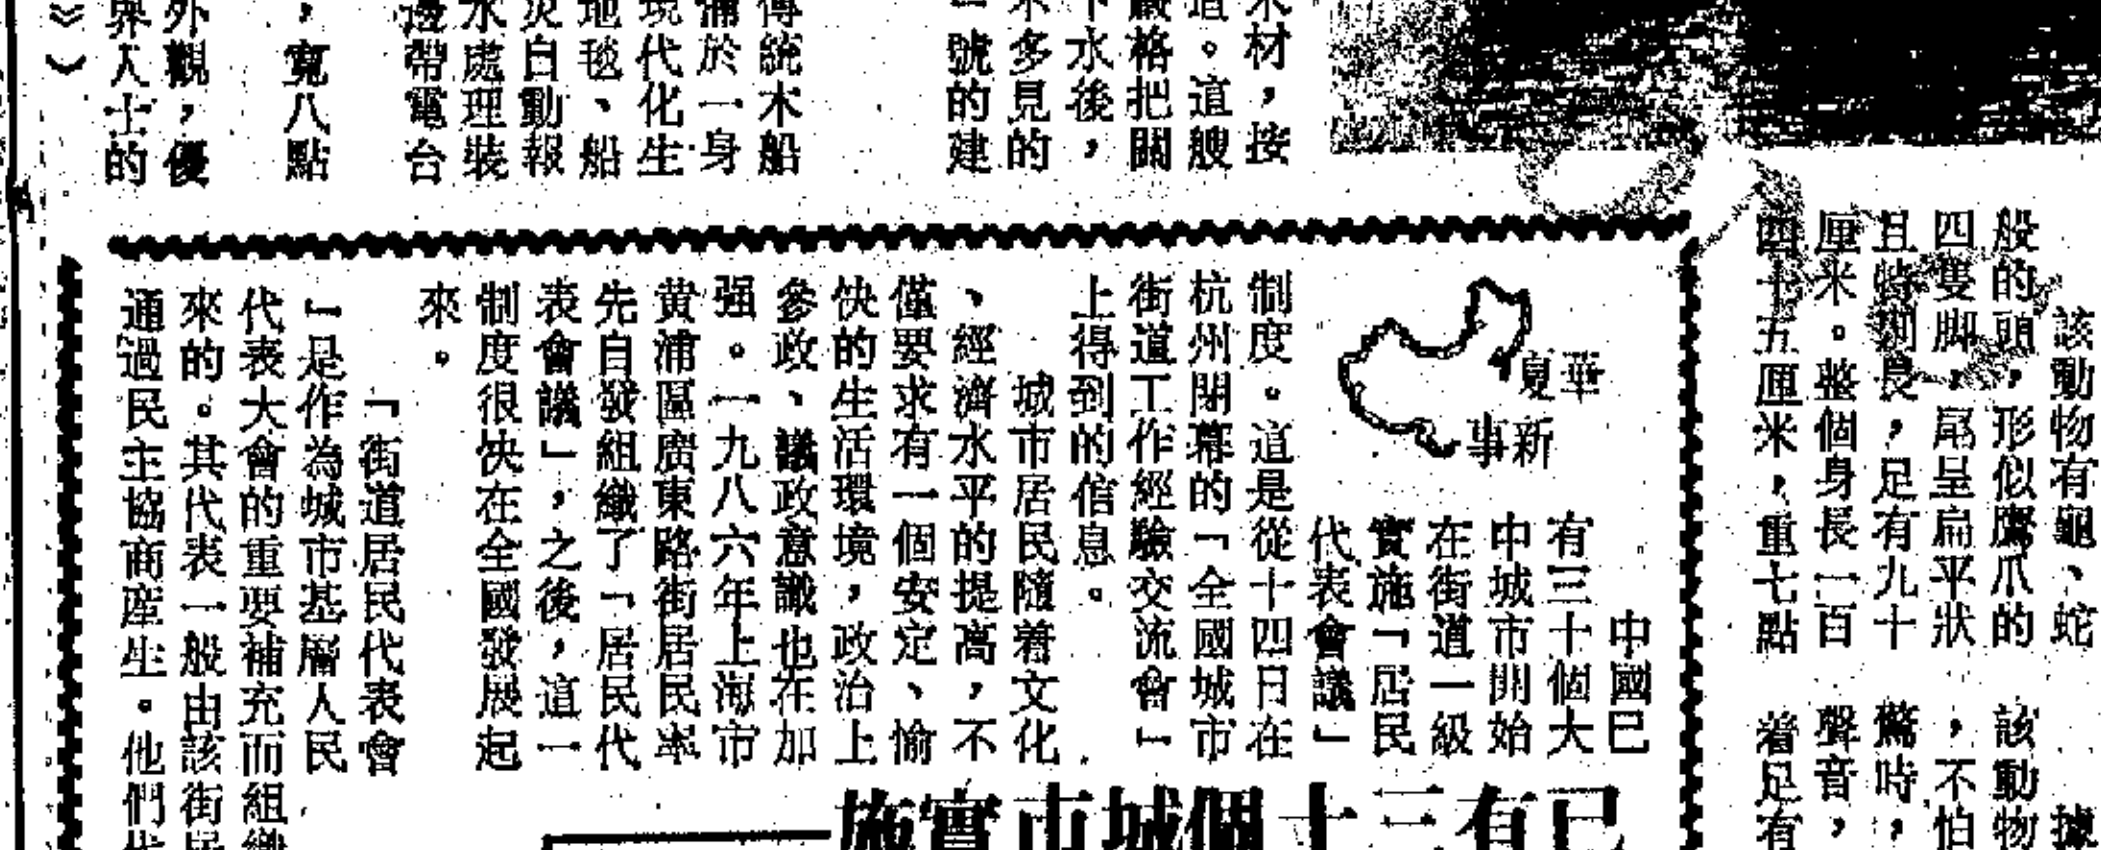 該動物有龜、蛇
般的頭，形似鷹爪的
四隻脚，尾呈扁平狀
且特別長，足有九十
厘米。整個身長一百
四十五厘米，重七點
據
該動物
，不怕
驚時，
聲音，
着足有
木材，按
道。這艘
嚴格把關
下水後，
不多見的
一號的建
傳統木船
浦於一身
現代化生
地毯、船
災自動報
水處理裝
邊帶電台
，寬八點
外觀，優
界人士的
》）
華夏
新事
中國已
有三十個大
中城市開始
在街道一級
實施「居民
代表會議」
制度。這是從十四日在
杭州閉幕的「全國城市
街道工作經驗交流會」
上得到的信息。
城市居民隨着文化
、經濟水平的提高，不
僅要求有一個安定、愉
快的生活環境，政治上
參政、議政意識也在加
强。一九八六年上海市
黄浦區廣東路街居民率
先自發組織了「居民代
表會議」，之後，這一
制度很快在全國發展起
來。
「街道居民代表會
」是作為城市基層人民
代表大會的重要補充而組織
來的。其代表一般由該街居
通過民主協商產生。他們
已有三十個城市實施